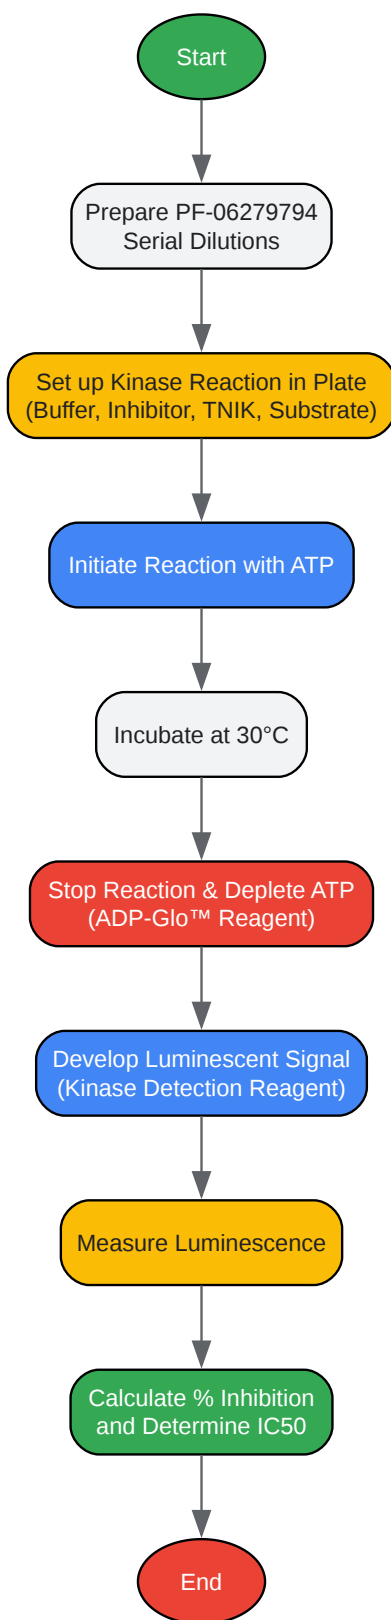 Start
Prepare PF-06279794
Serial Dilutions
Set up Kinase Reaction in Plate
(Buffer, Inhibitor, TNIK, Substrate)
Initiate Reaction with ATP
Incubate at 30°C
Stop Reaction & Deplete ATP
(ADP-Glo™ Reagent)
Develop Luminescent Signal
(Kinase Detection Reagent)
Measure Luminescence
Calculate % Inhibition
and Determine IC50
End